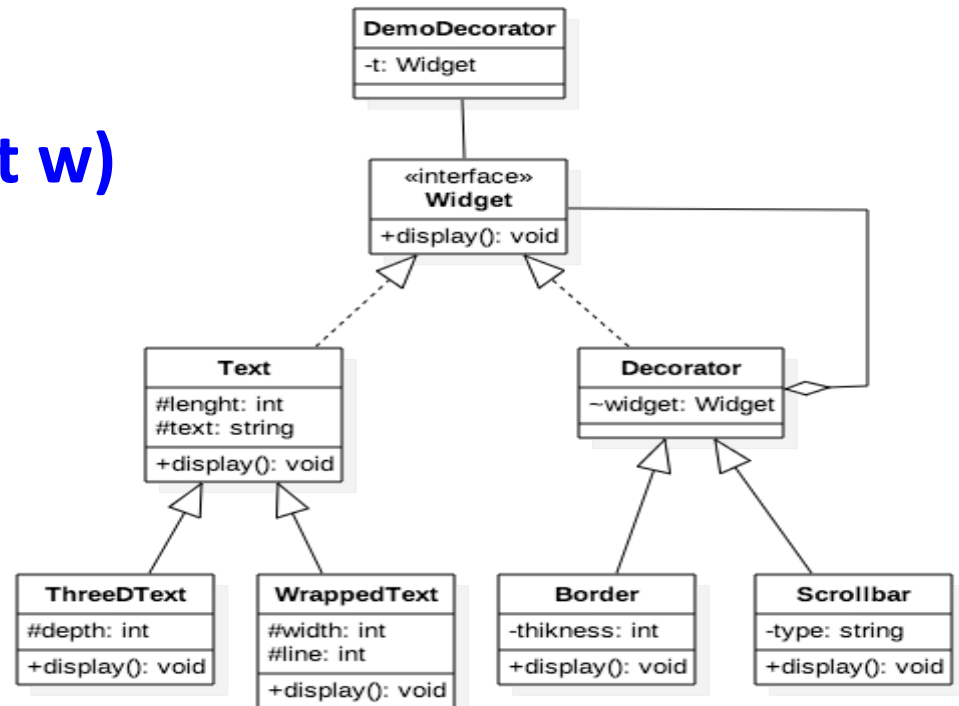 DemoDecorator
-t: Widget
t w)
«interface»
Widget
+display(): void
Text
#lenght: int
#text: string
+display(): void
Decorator
~widget: Widget
ThreeDText
#depth: int
+display(): void
WrappedText
#width: int
#line: int
+display(): void
Border
-thikness: int
+display(): void
Scrollbar
-type: string
+display(): void